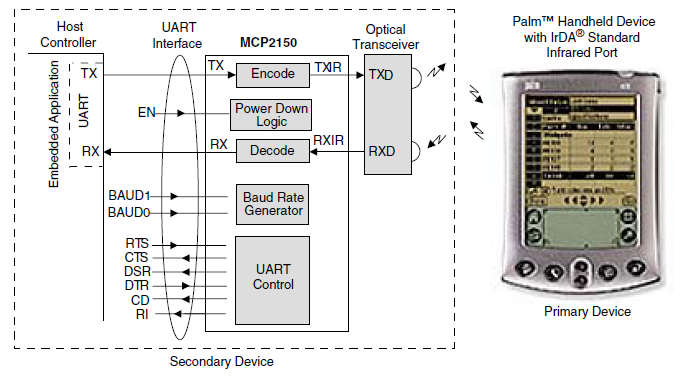 Host
Controller
UART
Interface
MCP2150
Optical
Transceiver
Palm™ Handheld Device
with IrDA® Standard
Infrared Port
Embedded Application
UART
TX
TX
Encode
TXIR
TXD
EN
Power Down
Logic
RX
RX
Decode
RXIR
RXD
BAUD1
BAUD0
Baud Rate
Generator
RTS
CTS
DSR
DTR
CD
RI
UART
Control
Secondary Device
Primary Device